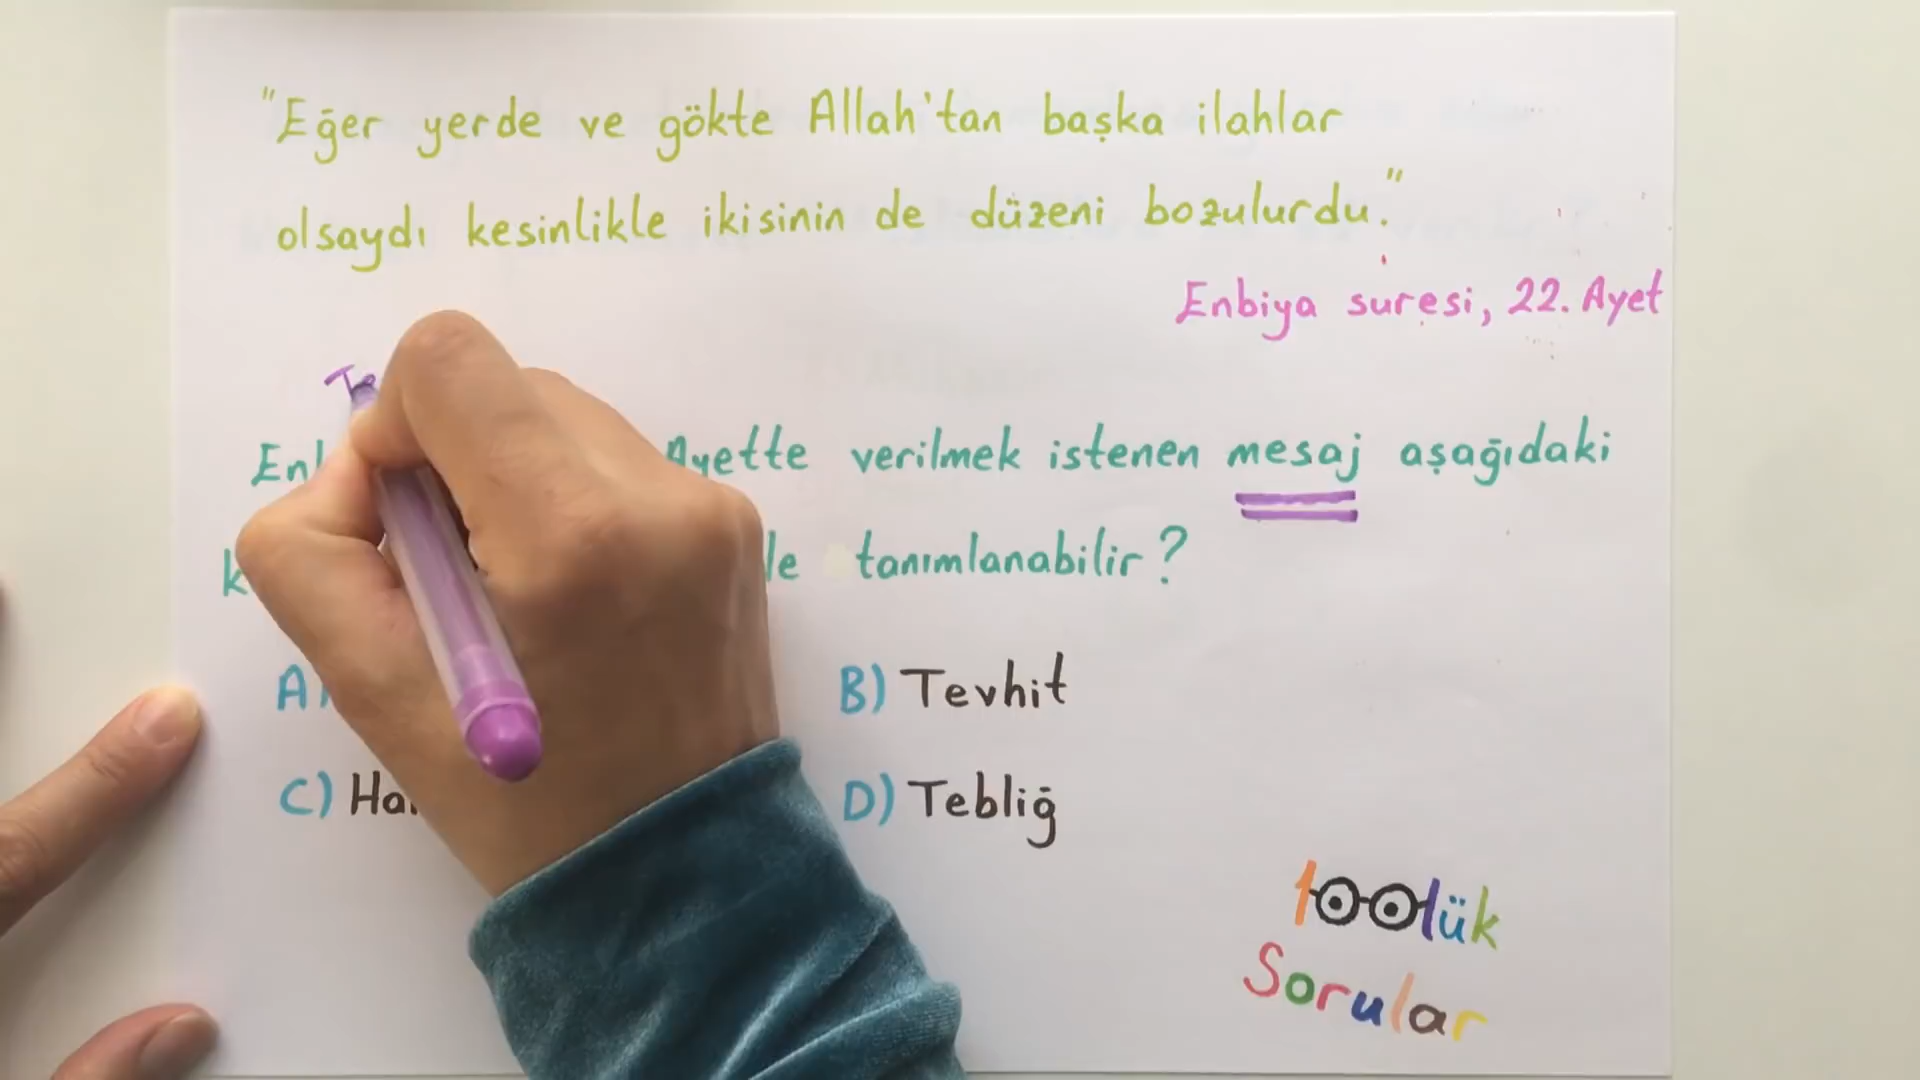 "Eğer yerde ve gökte Allah'tan başka ilahlar
olsaydı kesinlikle ikisinin de düzeni bozulurdu."
Enbiya suresi, 22. Ayet
Ayette verilmek istenen mesaj aşağıdaki
tanımlanabilir?
A)
B) Tevhit
C)
D) Tebliğ
100lük
Sorular